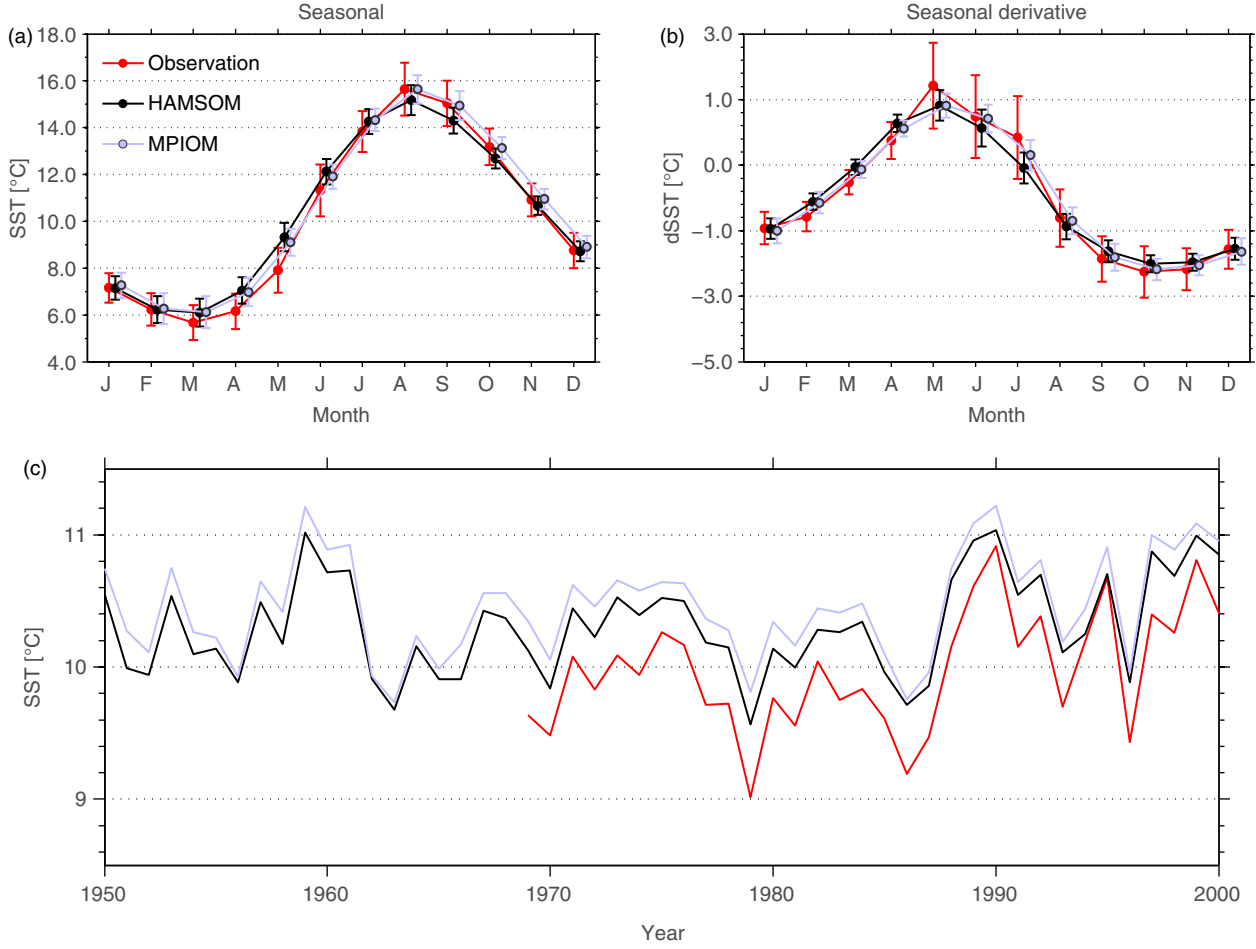 Seasonal
Seasonal derivative
(a)
18.0
16.0
14.0
12.0
10.0
8.0
6.0
4.0
SST [°C]
Observation
HAMSOM
MPIOM
J F M A M J J A S O N D
Month
(b)
3.0
1.0
0.0
−1.0
−3.0
−5.0
dSST [°C]
J F M A M J J A S O N D
Month
(c)
11
10
9
SST [°C]
1950 1960 1970 1980 1990 2000
Year